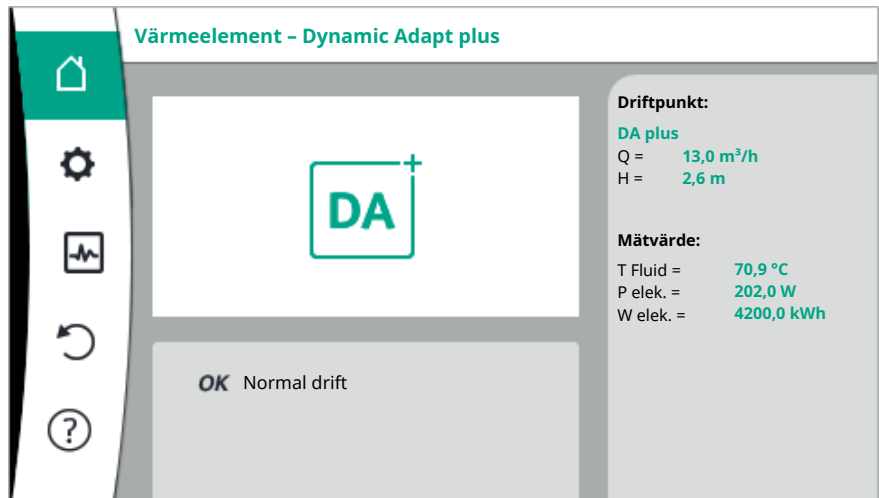 Värmeelement – Dynamic Adapt plus
DA+
OK Normal drift
?
Driftpunkt:
DA plus
Q = 13,0 m³/h
H = 2,6 m
Mätvärde:
T Fluid = 70,9 °C
P elek. = 202,0 W
W elek. = 4200,0 kWh